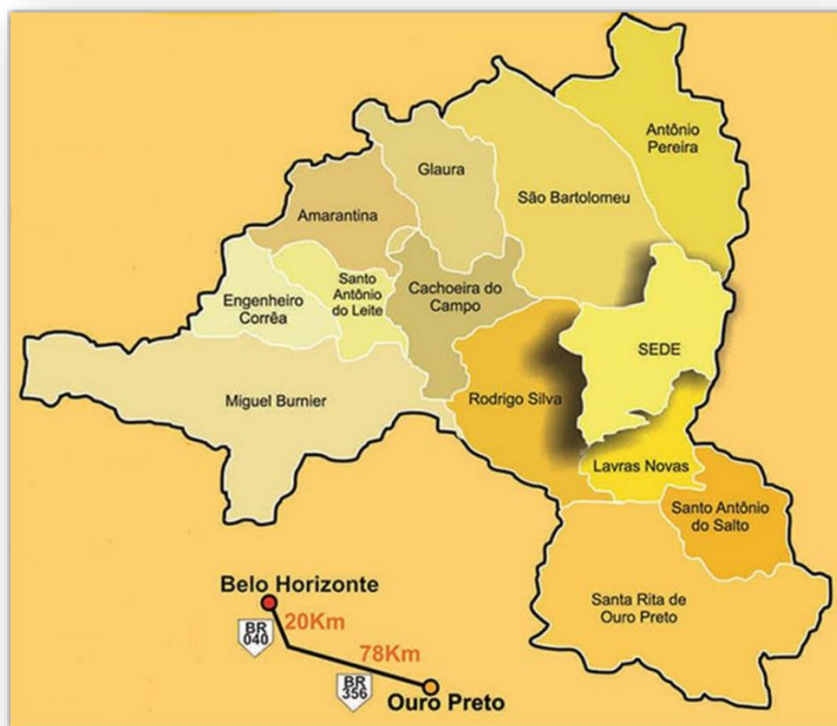 Antônio
Pereira
Glaura
São Bartolomeu
Amarantina
Santo
Antônio
do Leite
Cachoeira do
Campo
Engenheiro
Corrêa
SEDE
Miguel Burnier
Rodrigo Silva
Lavras Novas
Santo Antônio
do Salto
Santa Rita de
Ouro Preto
Belo Horizonte
20Km
BR
040
78Km
BR
356
Ouro Preto